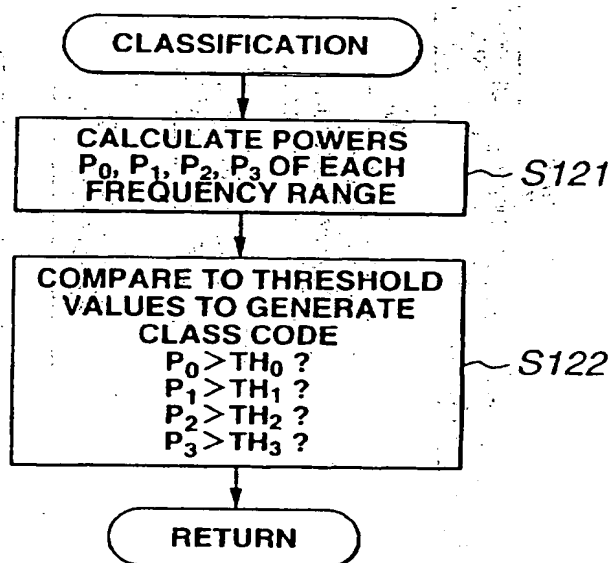 CLASSIFICATION
CALCULATE POWERS
P₀, P₁, P₂, P₃ OF EACH
FREQUENCY RANGE
S121
COMPARE TO THRESHOLD
VALUES TO GENERATE
CLASS CODE
P₀>TH₀ ?
P₁>TH₁ ?
P₂>TH₂ ?
P₃>TH₃ ?
S122
RETURN